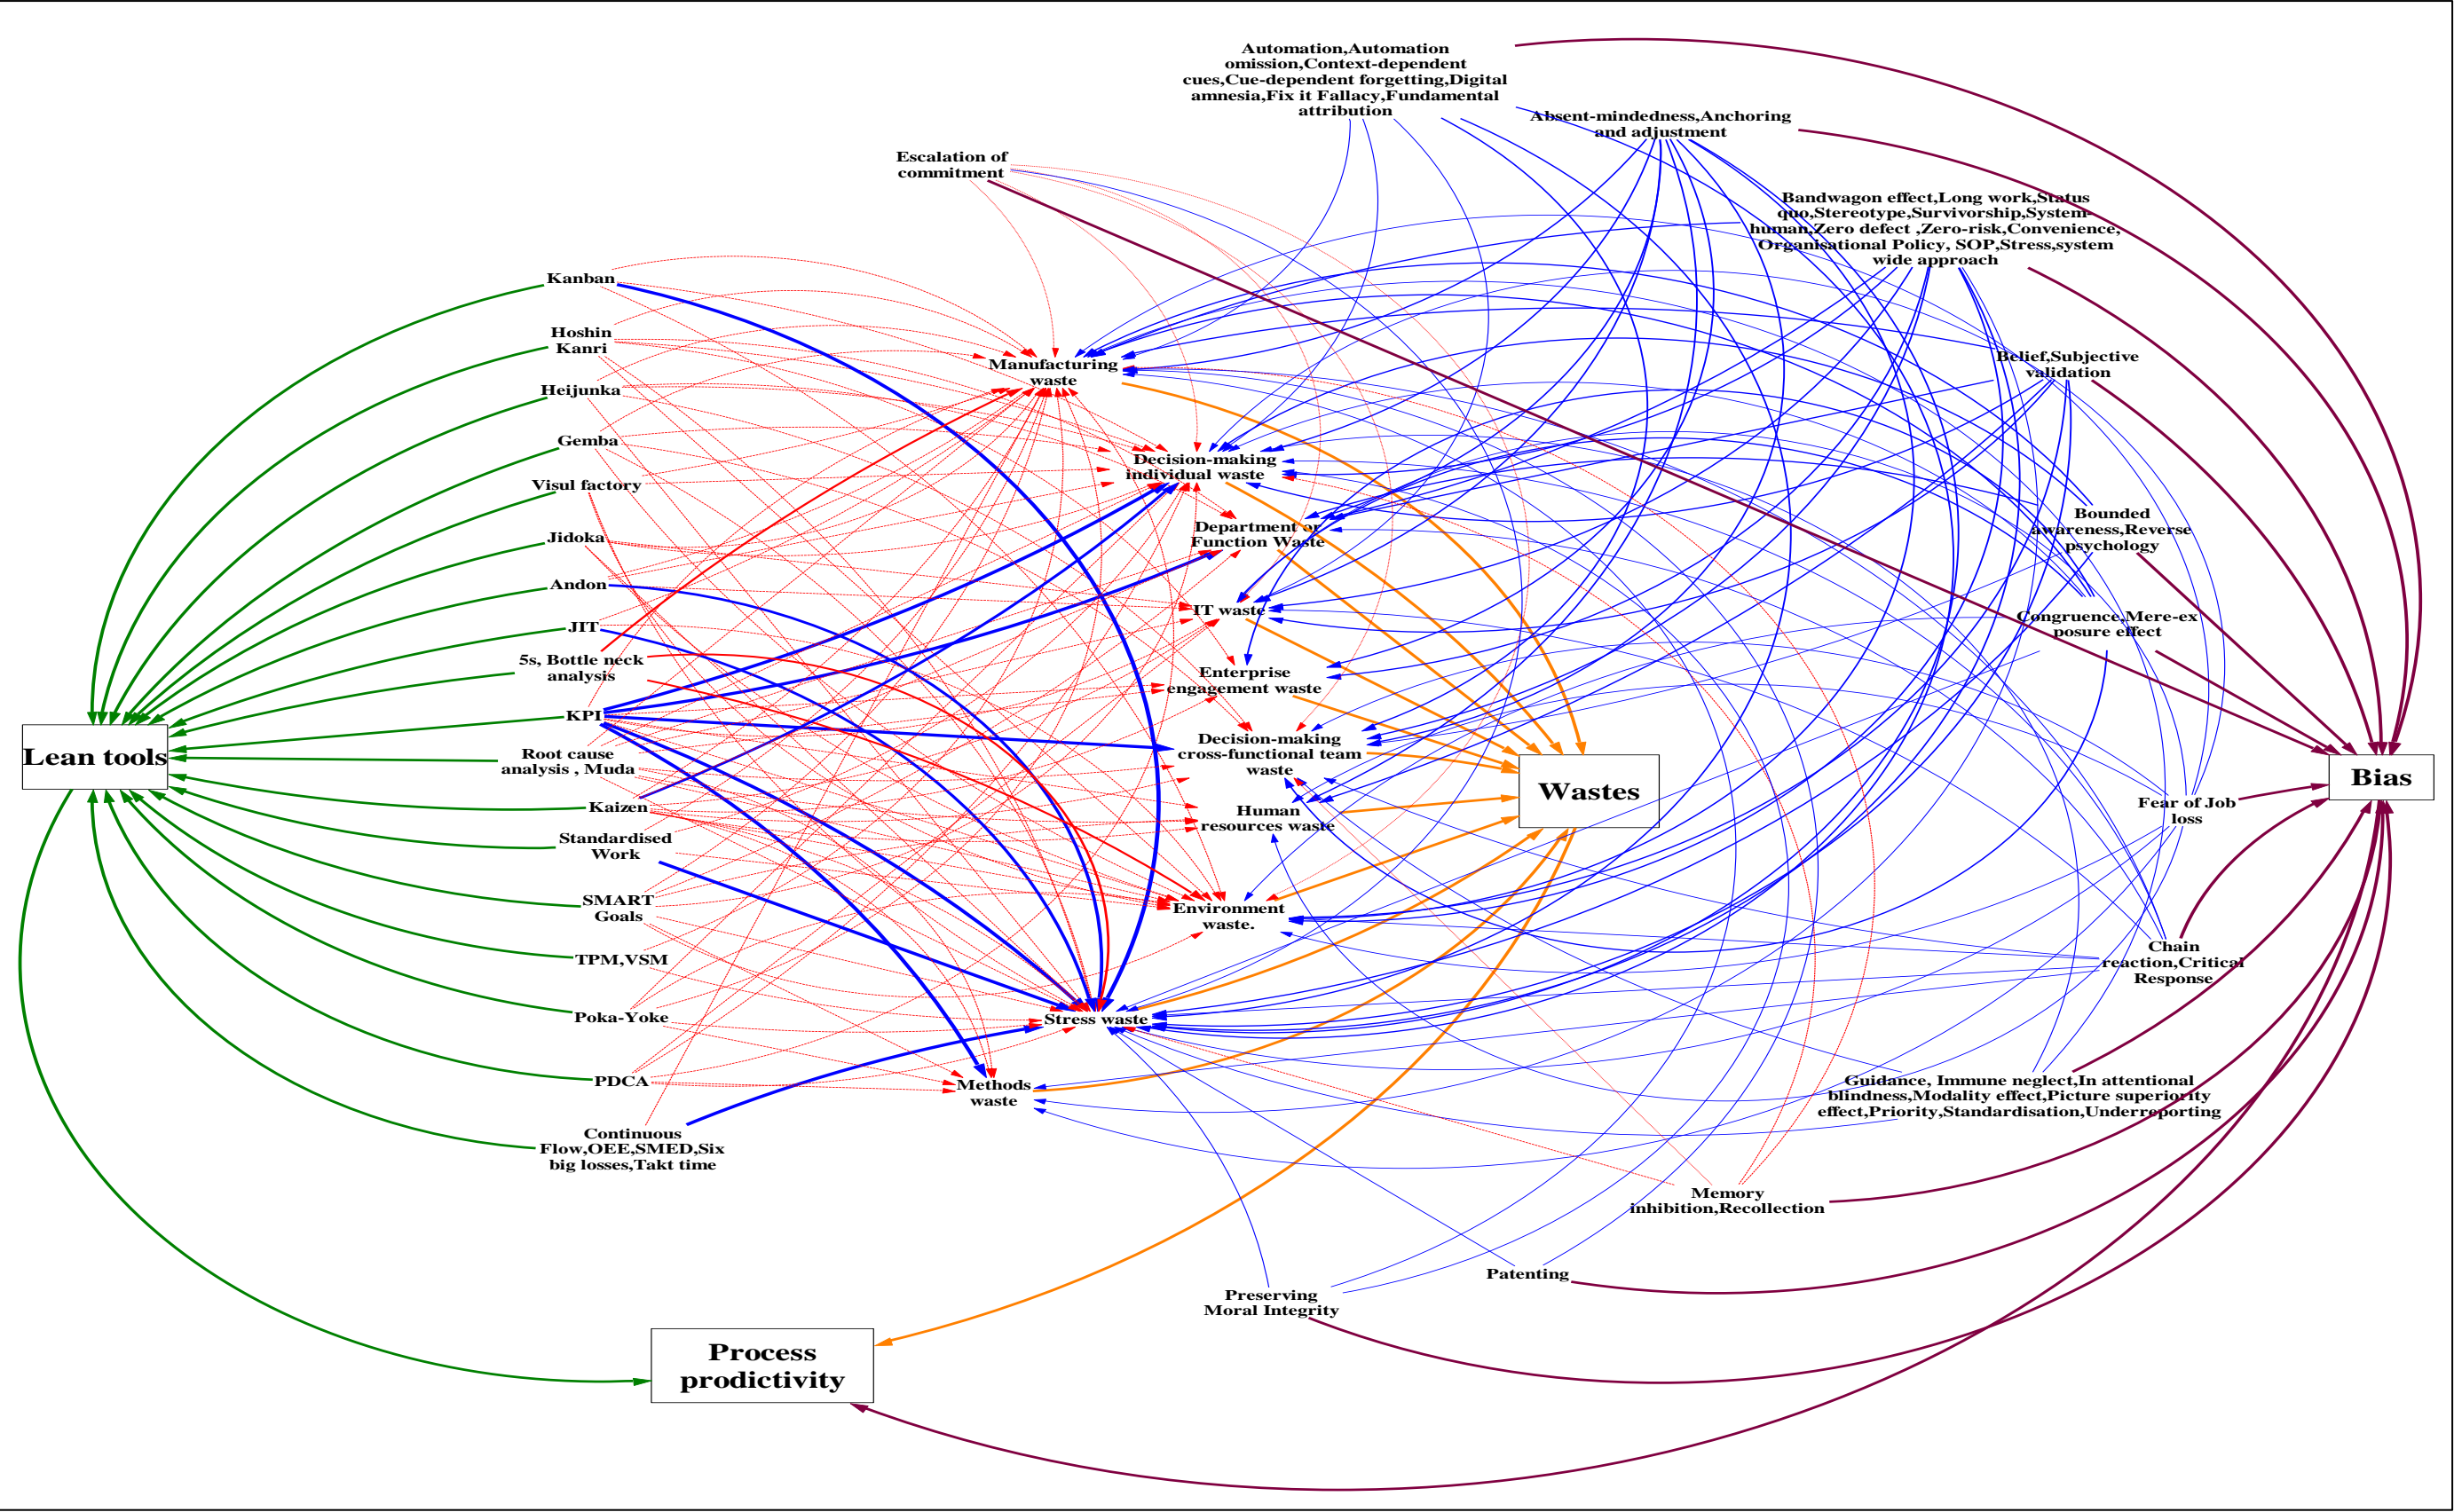 Automation,Automation
omission,Context-dependent
cues,Cue-dependent forgetting,Digital
amnesia,Fix it Fallacy,Fundamental
attribution
Absent-mindedness,Anchoring
and adjustment
Escalation of
commitment
Bandwagon effect,Long work,Status
quo,Stereotype,Survivorship,System-
human,Zero defect ,Zero-risk,Convenience,
Organisational Policy, SOP,Stress,system
wide approach
Kanban
Hoshin
Kanri
Heijunka
Gemba
Visul factory
Jidoka
Andon
JIT
5s, Bottle neck
analysis
KPI
Root cause
analysis , Muda
Kaizen
Standardised
Work
SMART
Goals
TPM,VSM
Poka-Yoke
PDCA
Continuous
Flow,OEE,SMED,Six
big losses,Takt time
Lean tools
Manufacturing
waste
Decision-making
individual waste
Department or
Function Waste
IT waste
Enterprise
engagement waste
Decision-making
cross-functional team
waste
Human
resources waste
Environment
waste.
Stress waste
Methods
waste
Wastes
Belief,Subjective
validation
Bounded
awareness,Reverse
psychology
Congruence,Mere-ex
posure effect
Bias
Fear of Job
loss
Chain
reaction,Critical
Response
Guidance, Immune neglect,In attentional
blindness,Modality effect,Picture superiority
effect,Priority,Standardisation,Underreporting
Memory
inhibition,Recollection
Patenting
Preserving
Moral Integrity
Process
prodictivity